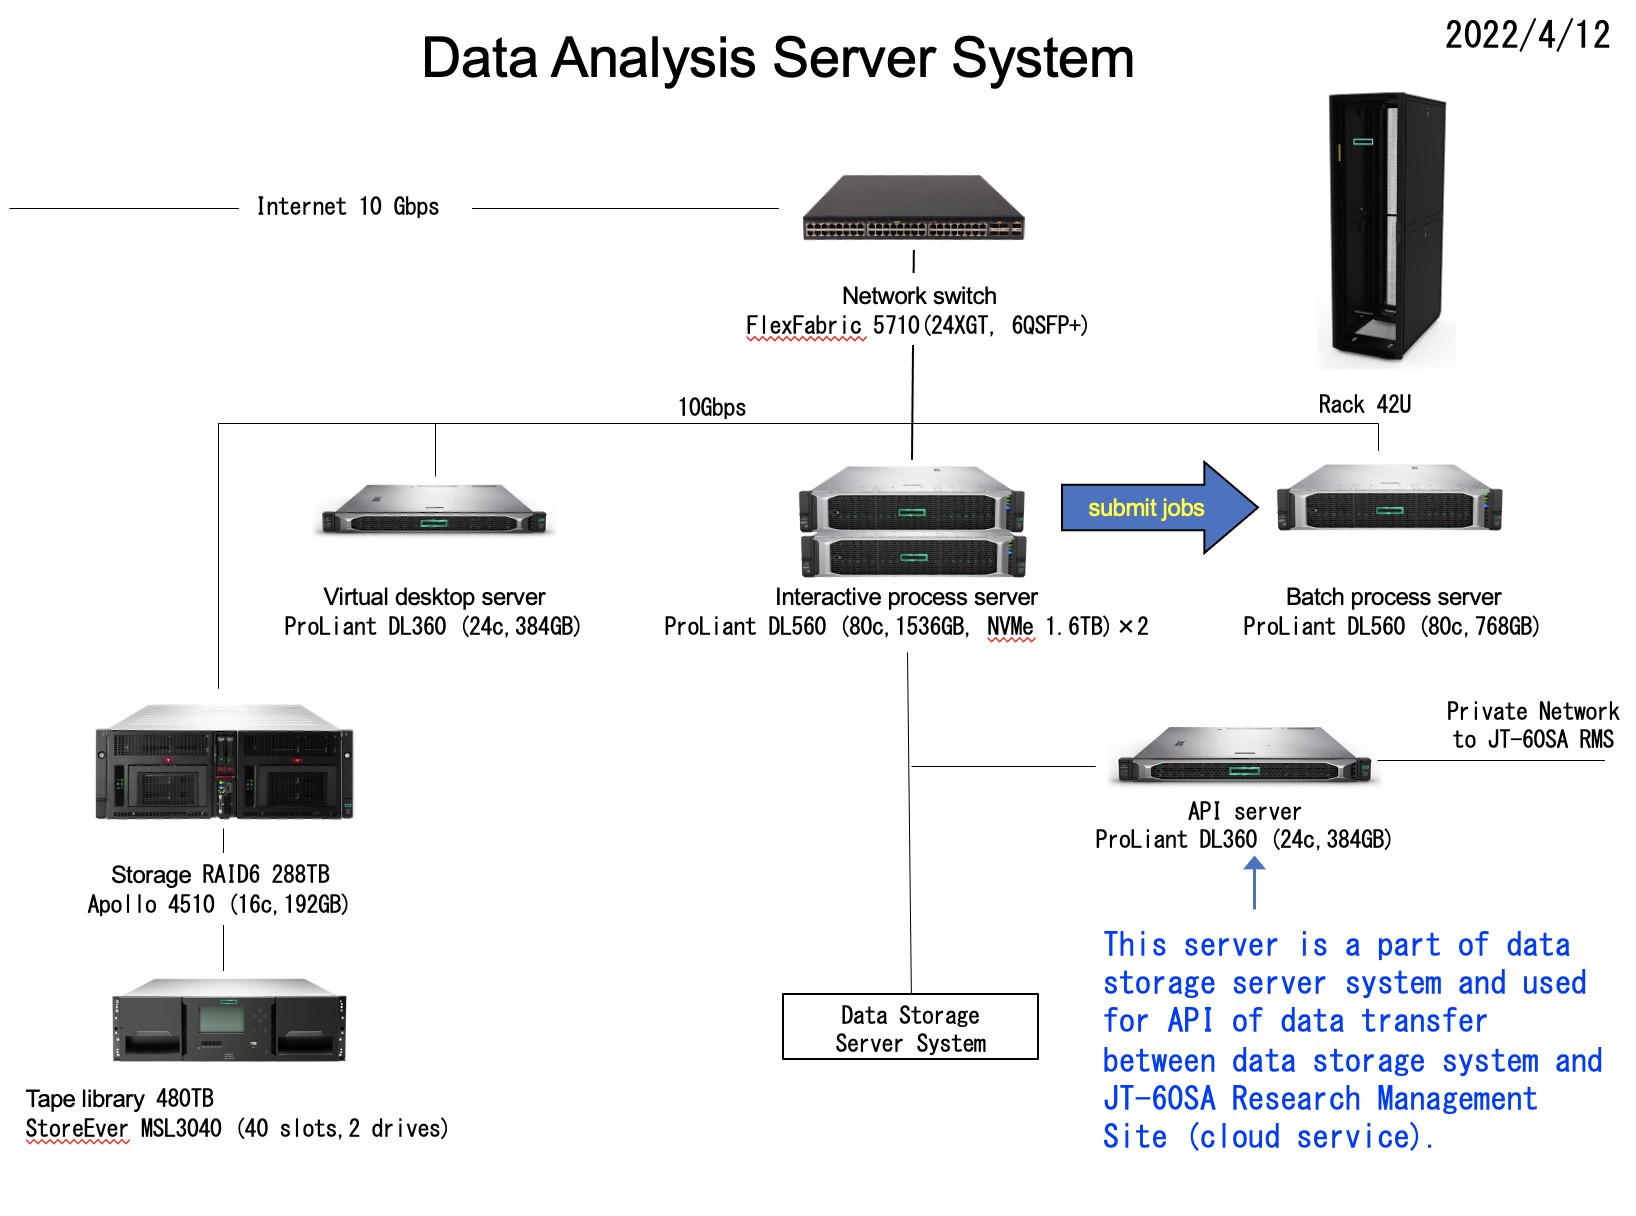 2022/4/12
Data Analysis Server System
Internet 10 Gbps
Network switch
FlexFabric 5710(24XGT, 6QSFP+)
Rack 42U
10Gbps
submit jobs
Virtual desktop server
ProLiant DL360 (24c,384GB)
Interactive process server
ProLiant DL560 (80c,1536GB, NVMe 1.6TB)×2
Batch process server
ProLiant DL560 (80c,768GB)
Private Network
to JT-60SA RMS
API server
ProLiant DL360 (24c,384GB)
Storage RAID6 288TB
Apollo 4510 (16c,192GB)
This server is a part of data
storage server system and used
for API of data transfer
between data storage system and
JT-60SA Research Management
Site (cloud service).
Data Storage
Server System
Tape library 480TB
StoreEver MSL3040 (40 slots,2 drives)